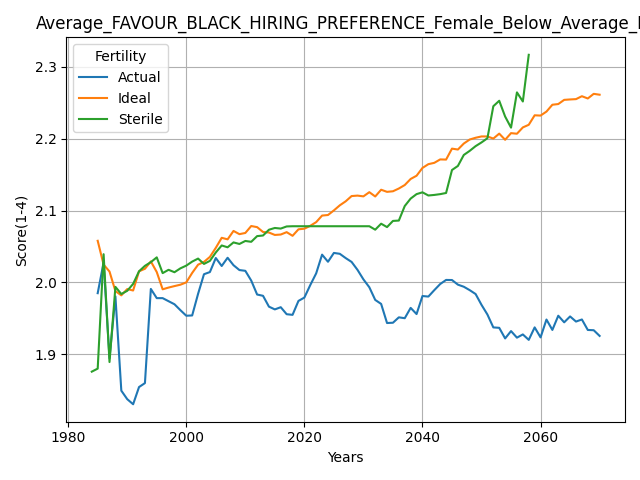 Average_FAVOUR_BLACK_HIRING_PREFERENCE_Female_Below_Average_
Fertility
Actual
Ideal
Sterile
2.3
2.2
2.1
2.0
1.9
Score(1-4)
1980
2000
2020
2040
2060
Years